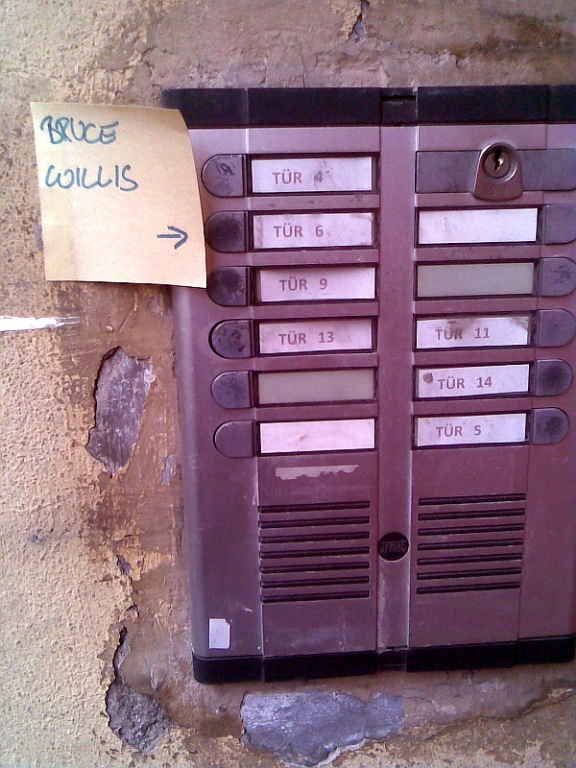 BRUCE
WILLIS
→
TÜR 4
TÜR 6
TÜR 9
TÜR 13
TÜR 11
TÜR 14
TÜR 5